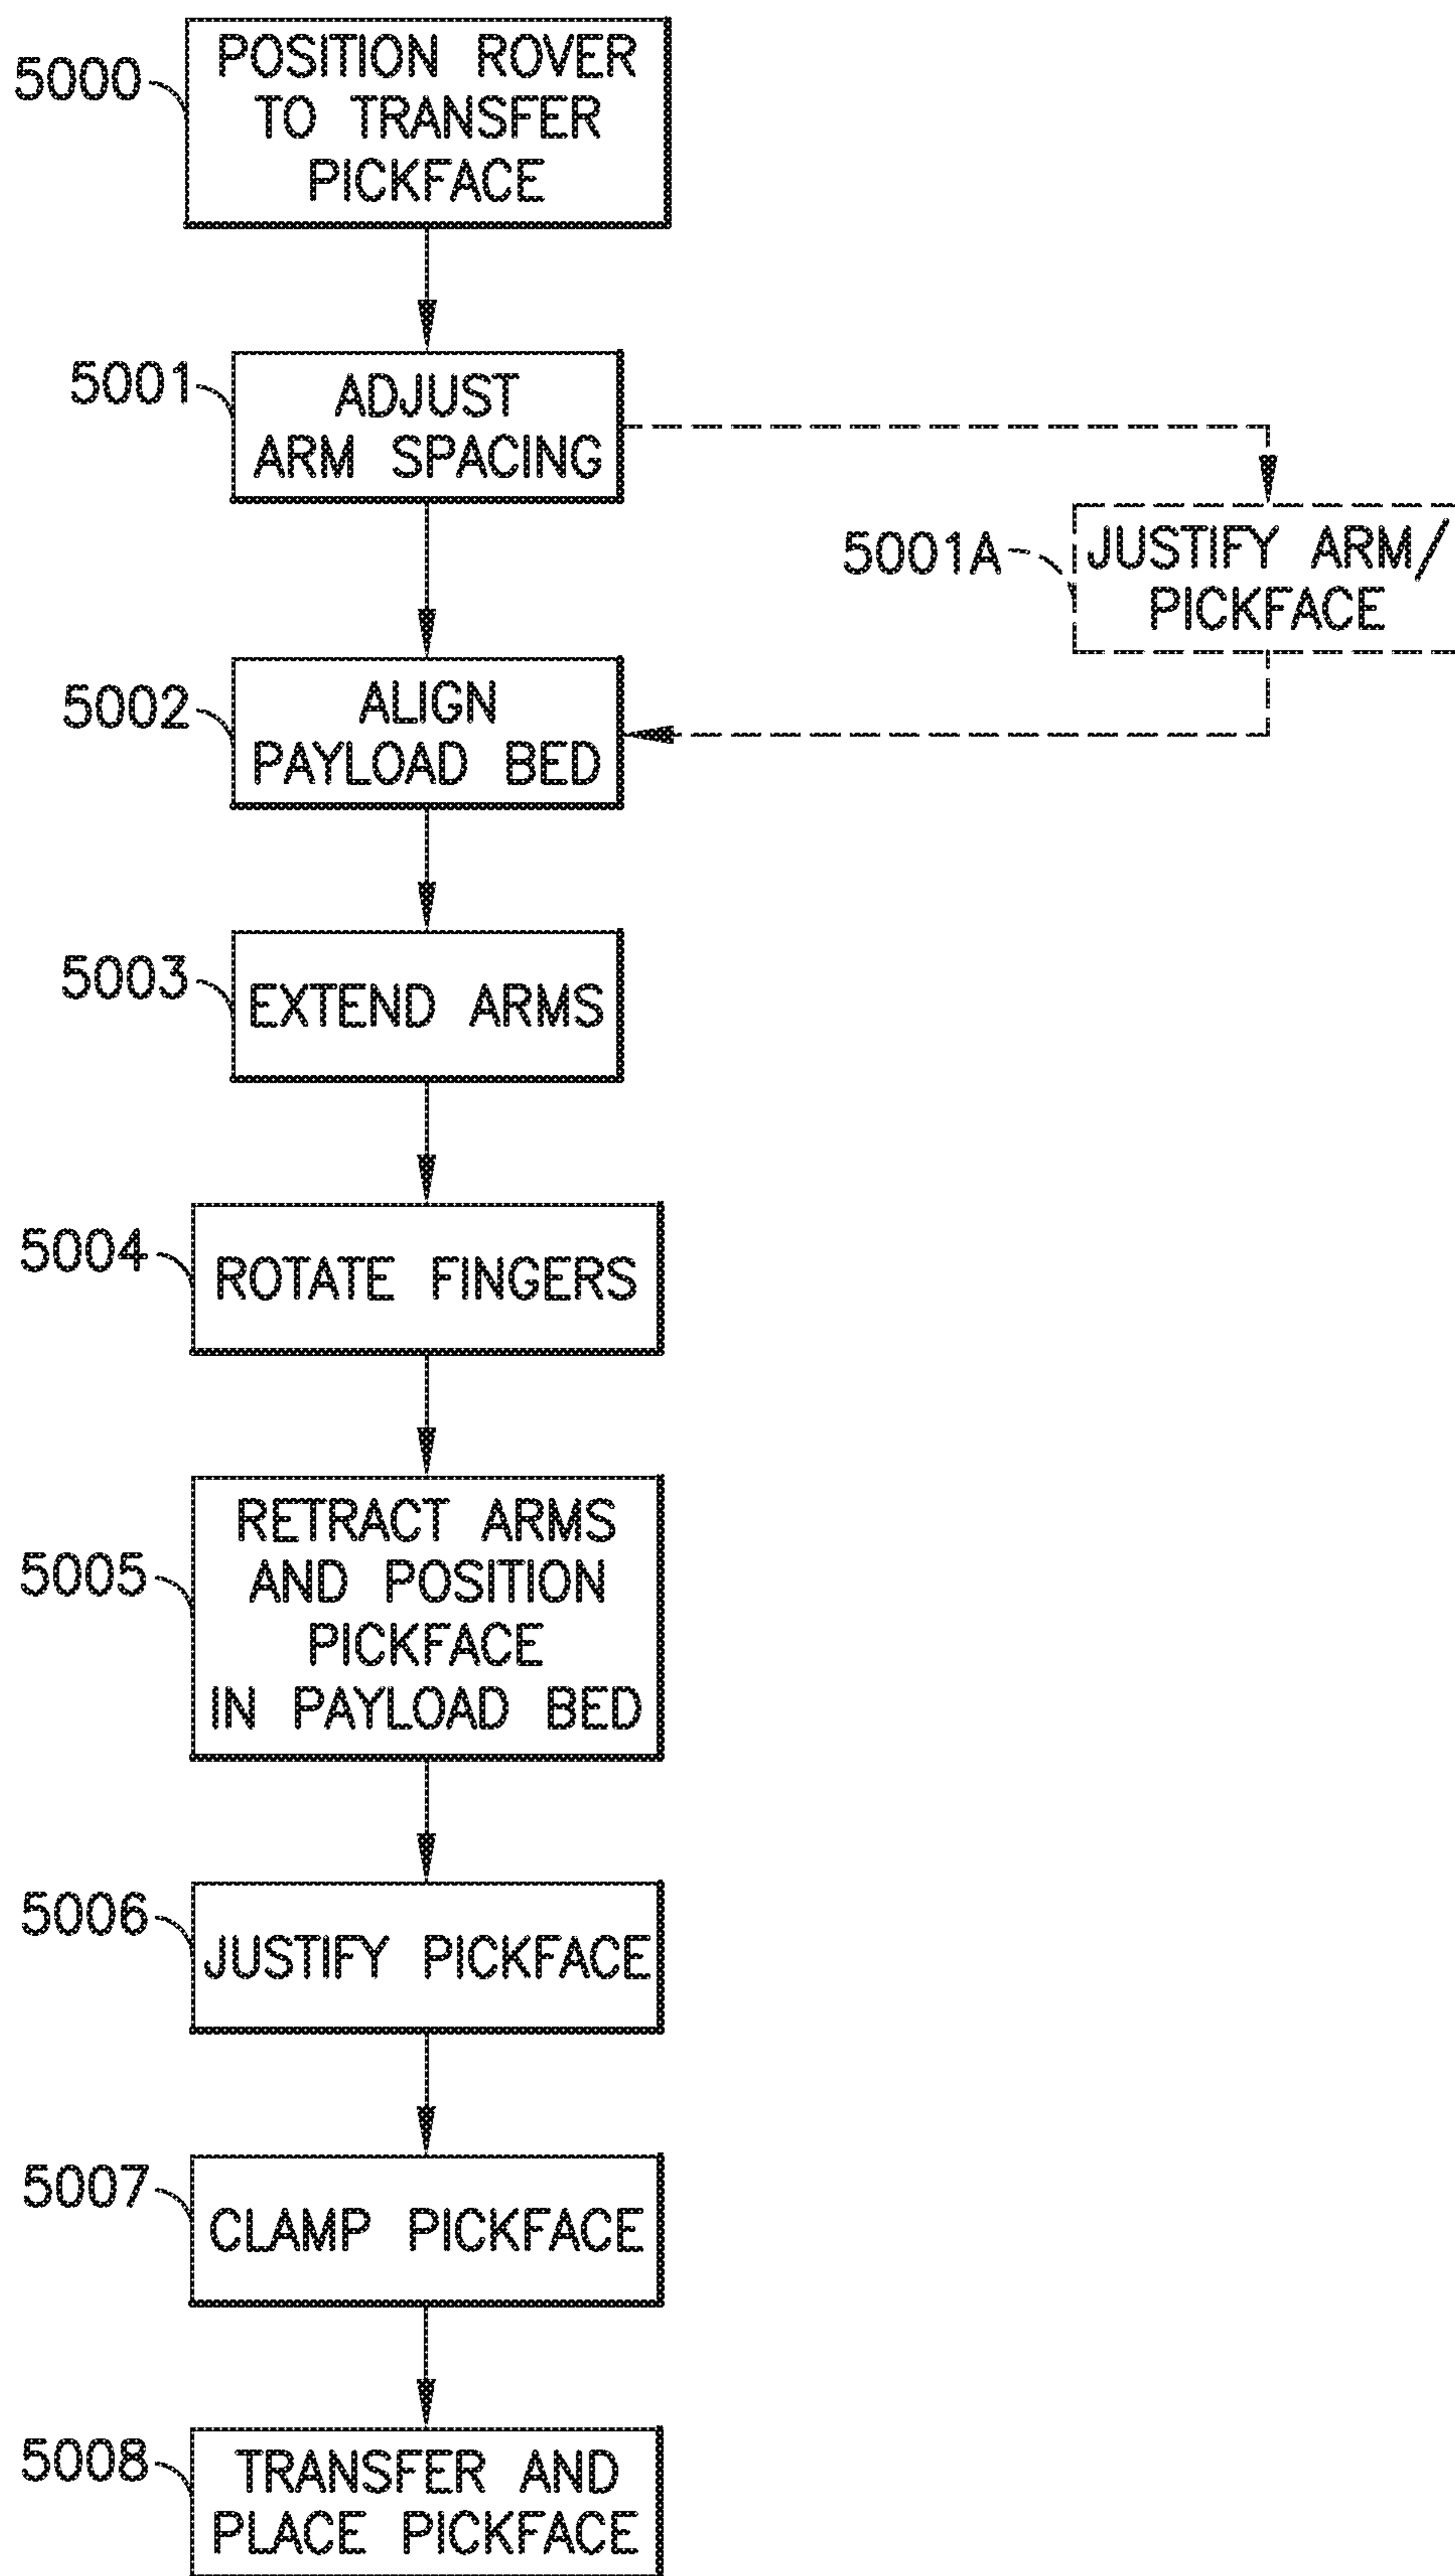 5000
POSITION ROVER
TO TRANSFER
PICKFACE
5001
ADJUST
ARM SPACING
5001A
JUSTIFY ARM/
PICKFACE
5002
ALIGN
PAYLOAD BED
5003
EXTEND ARMS
5004
ROTATE FINGERS
5005
RETRACT ARMS
AND POSITION
PICKFACE
IN PAYLOAD BED
5006
JUSTIFY PICKFACE
5007
CLAMP PICKFACE
5008
TRANSFER AND
PLACE PICKFACE